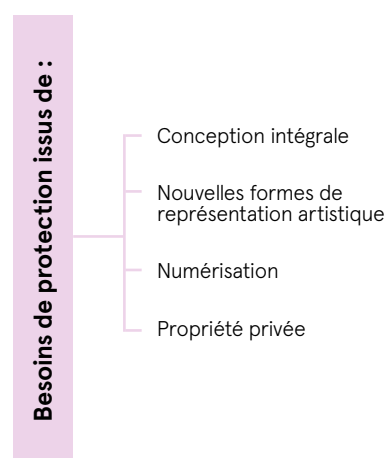 Besoins de protection issus de :
Conception intégrale
Nouvelles formes de
représentation artistique
Numérisation
Propriété privée